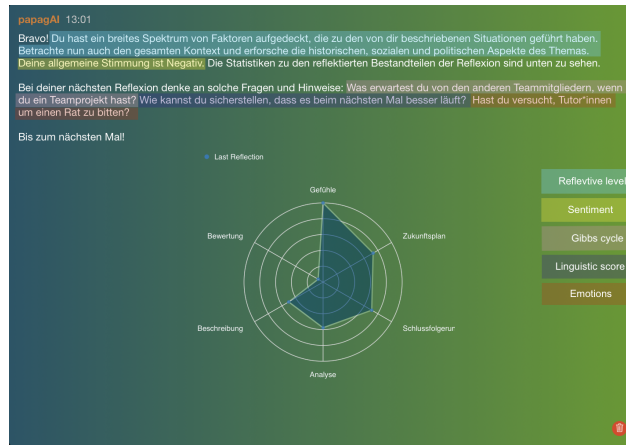 papagAI 13:01
Bravo! Du hast ein breites Spektrum von Faktoren aufgedeckt, die zu den von dir beschriebenen Situationen geführt haben.
Betrachte nun auch den gesamten Kontext und erforsche die historischen, sozialen und politischen Aspekte des Themas.
Deine allgemeine Stimmung ist Negativ. Die Statistiken zu den reflektierten Bestandteilen der Reflexion sind unten zu sehen.
Bei deiner nächsten Reflexion denke an solche Fragen und Hinweise: Was erwartest du von den anderen Teammitgliedern, wenn
du ein Teamprojekt hast? Wie kannst du sicherstellen, dass es beim nächsten Mal besser läuft? Hast du versucht, Tutor*innen
um einen Rat zu bitten?
Bis zum nächsten Mal!
Last Reflection
Gefühle
Zukunftsplan
Schlussfolgerur
Analyse
Beschreibung
Bewertung
Reflevtive level
Sentiment
Gibbs cycle
Linguistic score
Emotions